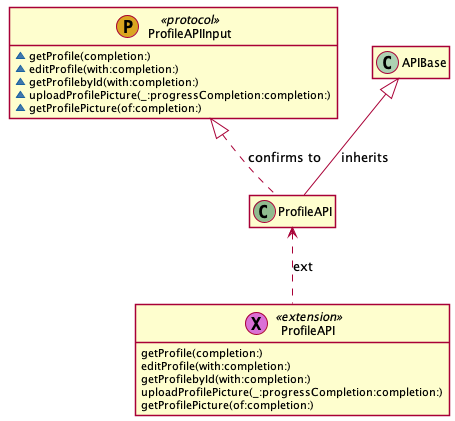 P
«protocol»
ProfileAPIInput
getProfile(completion:)
editProfile(with:completion:)
getProfilebyId(with:completion:)
uploadProfilePicture(_:progressCompletion:completion:)
getProfilePicture(of:completion:)
C APIBase
confirms to
inherits
C ProfileAPI
ext
X
«extension»
ProfileAPI
getProfile(completion:)
editProfile(with:completion:)
getProfilebyId(with:completion:)
uploadProfilePicture(_:progressCompletion:completion:)
getProfilePicture(of:completion:)